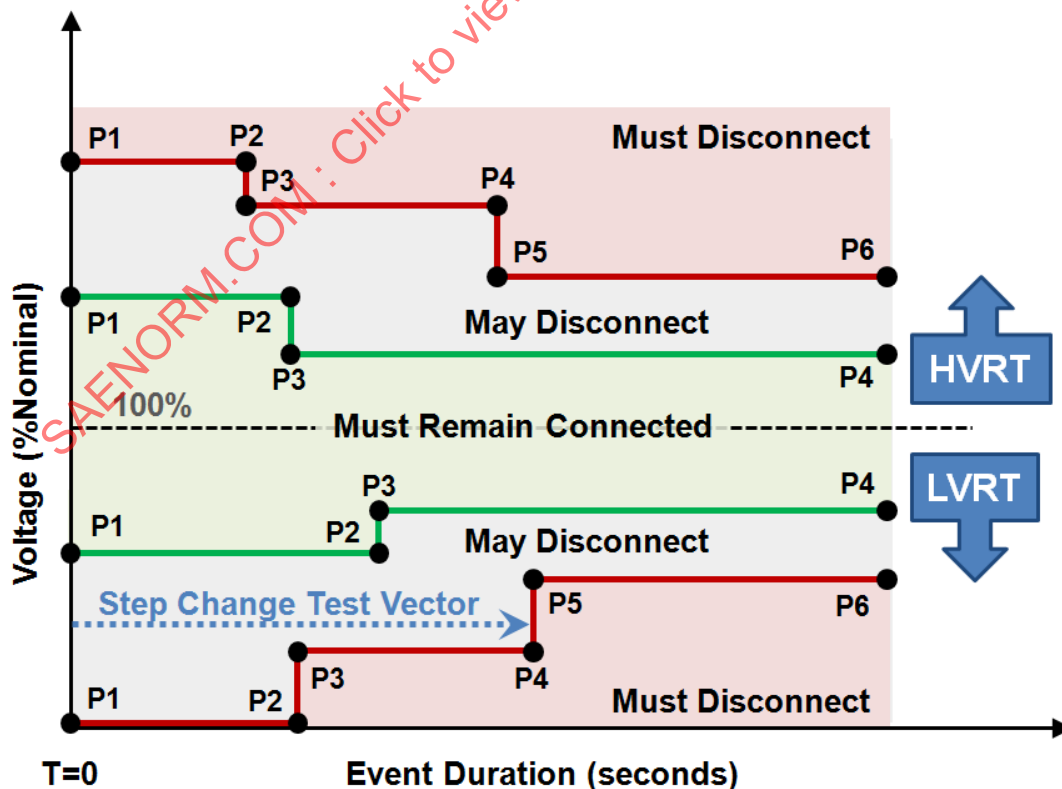 SAENORM.COM : Click to vie
Voltage (%Nominal)
Must Disconnect
P1
P2
P3
P4
P5
P6
P1
P2
P3
May Disconnect
P4
HVRT
100%
Must Remain Connected
LVRT
P1
P2
P3
P4
May Disconnect
Step Change Test Vector
P1
P2
P3
P4
P5
P6
Must Disconnect
T=0
Event Duration (seconds)